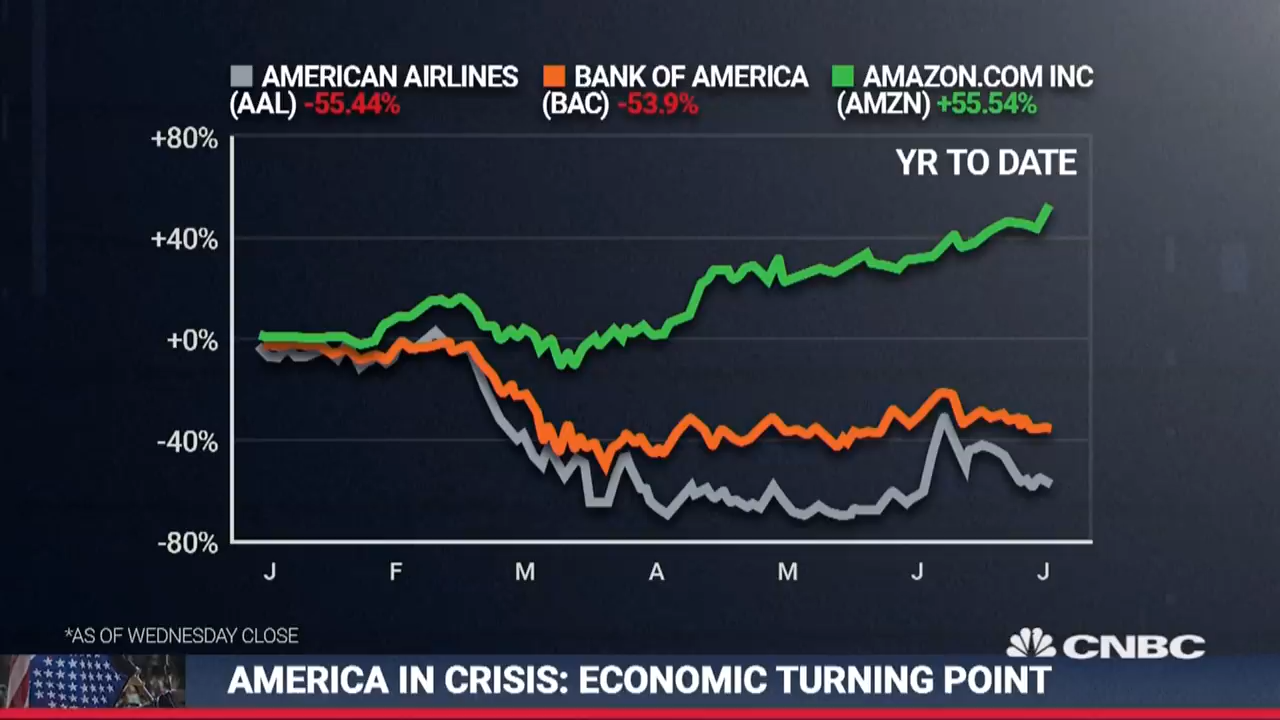 AMERICAN AIRLINES
(AAL) -55.44%
BANK OF AMERICA
(BAC) -53.9%
AMAZON.COM INC
(AMZN) +55.54%
YR TO DATE
+80%
+40%
+0%
-40%
-80%
J F M A M J J
*AS OF WEDNESDAY CLOSE
CNBC
AMERICA IN CRISIS: ECONOMIC TURNING POINT